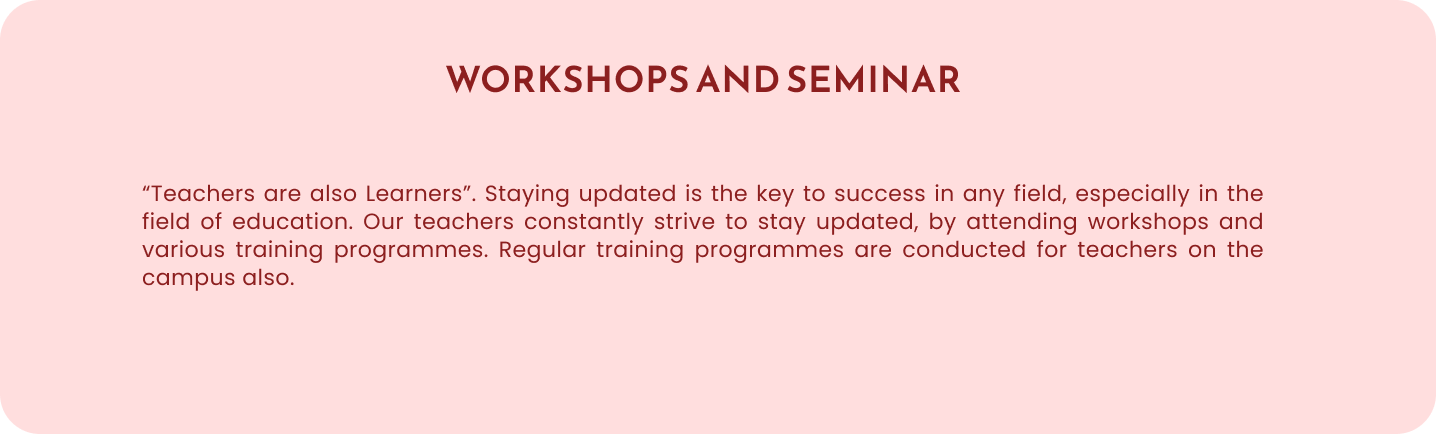 WORKSHOPS AND SEMINAR
“Teachers are also Learners”. Staying updated is the key to success in any field, especially in the
field of education. Our teachers constantly strive to stay updated, by attending workshops and
various training programmes. Regular training programmes are conducted for teachers on the
campus also.